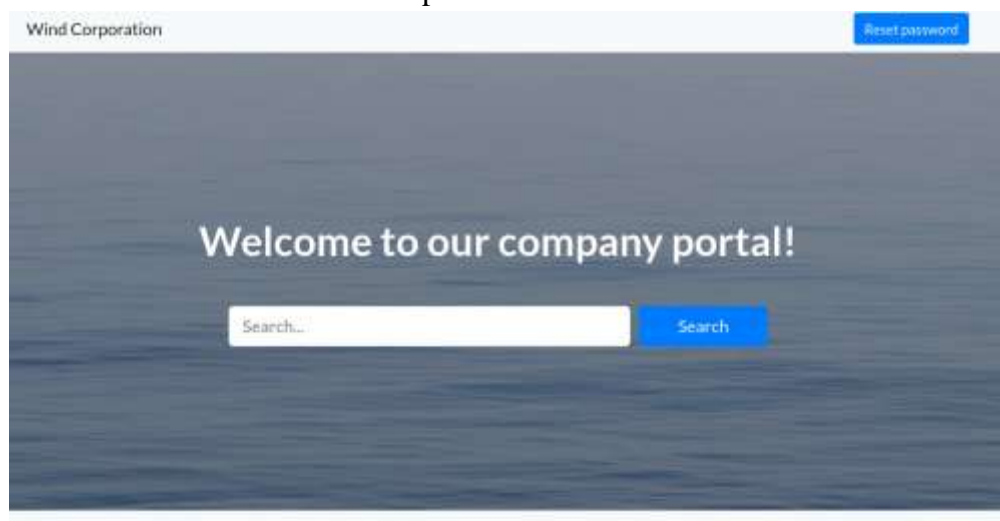 Wind Corporation
Reset password
Welcome to our company portal!
Search...
Search